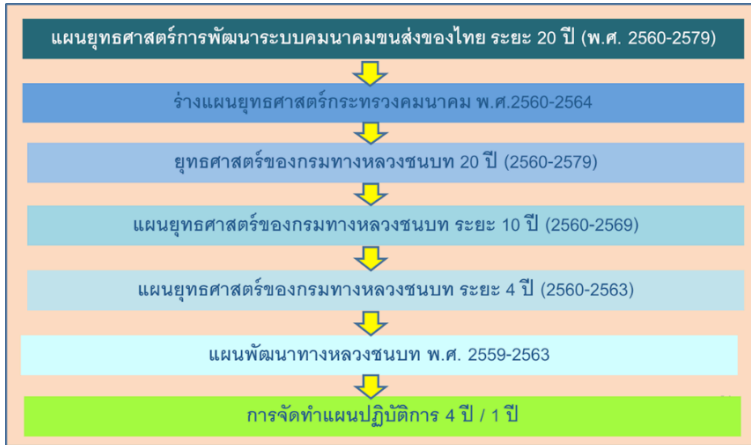 แผนยุทธศาสตร์การพัฒนาระบบคมนาคมขนส่งของไทย ระยะ 20 ปี (พ.ศ. 2560-2579)
ร่างแผนยุทธศาสตร์กระทรวงคมนาคม พ.ศ.2560-2564
ยุทธศาสตร์ของกรมทางหลวงชนบท 20 ปี (2560-2579)
แผนยุทธศาสตร์ของกรมทางหลวงชนบท ระยะ 10 ปี (2560-2569)
แผนยุทธศาสตร์ของกรมทางหลวงชนบท ระยะ 4 ปี (2560-2563)
แผนพัฒนาทางหลวงชนบท พ.ศ. 2559-2563
การจัดทำแผนปฏิบัติการ 4 ปี / 1 ปี